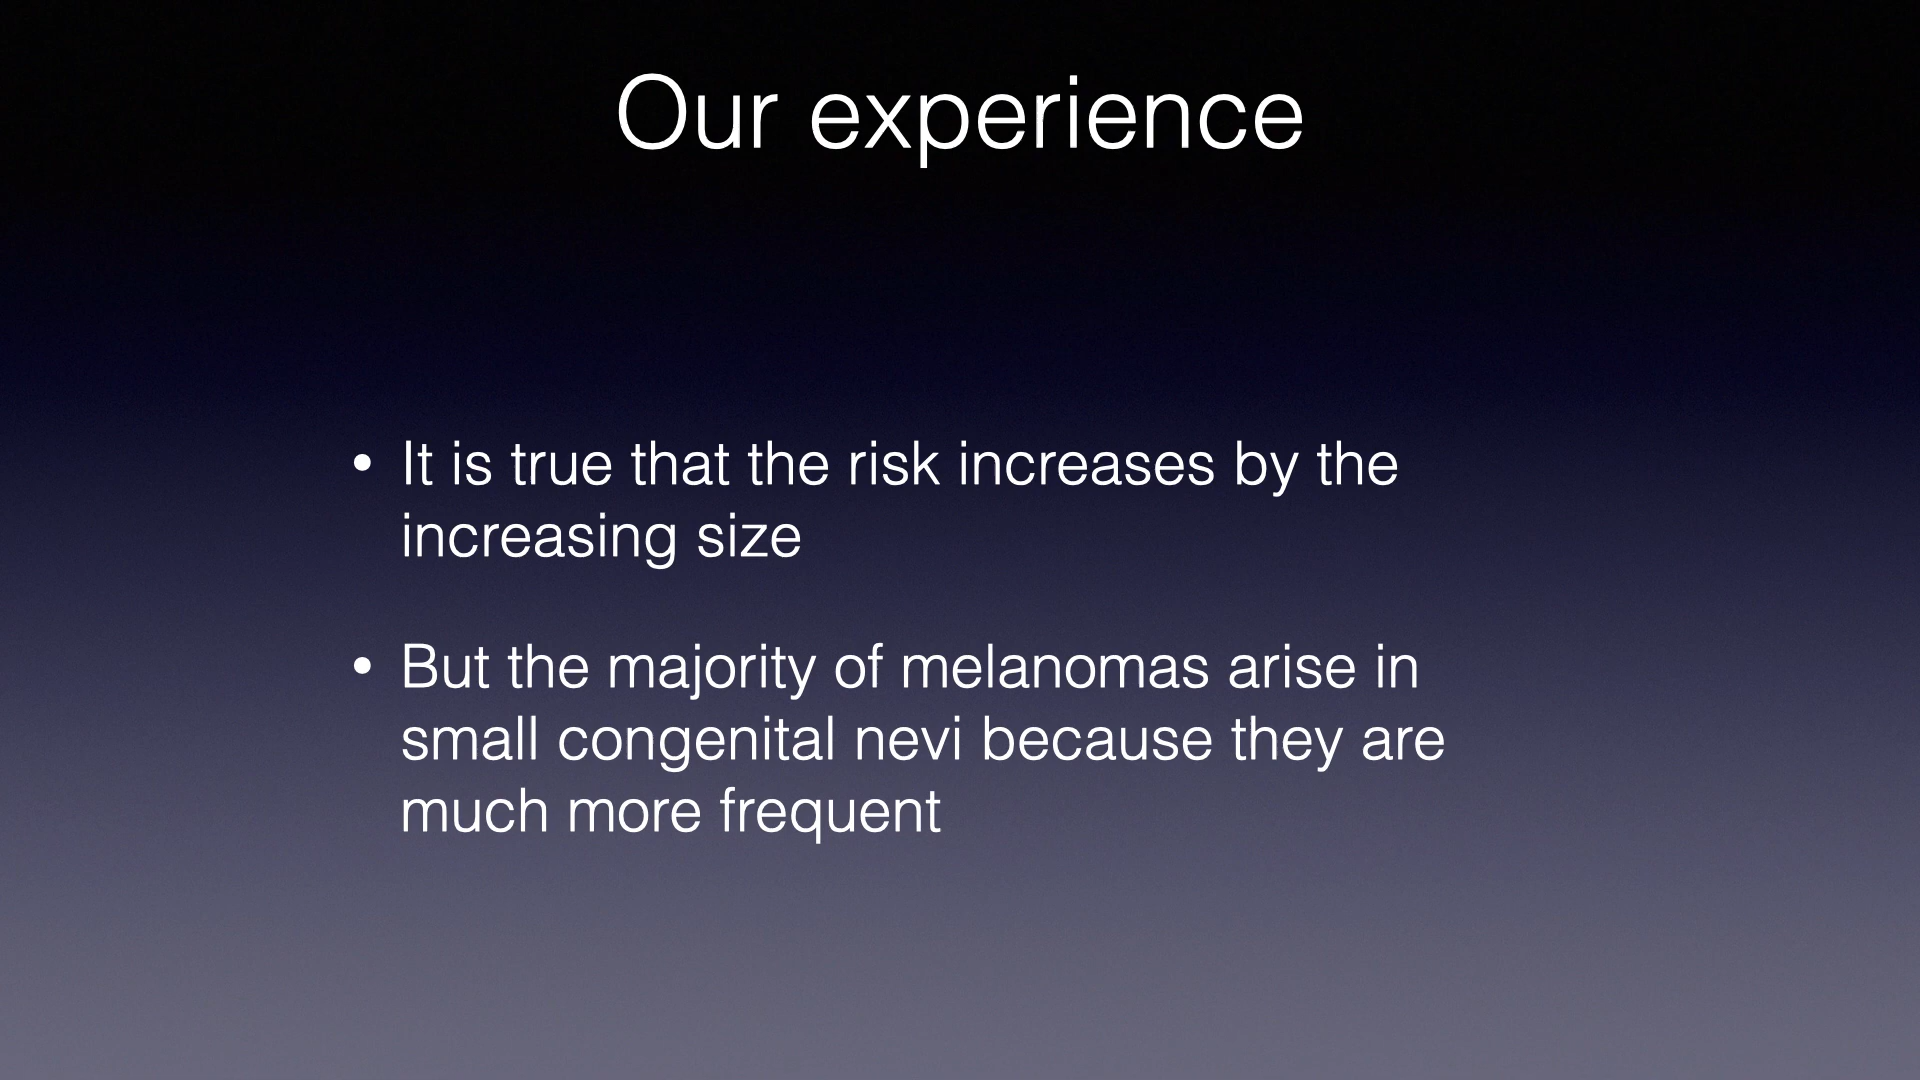 Our experience
• It is true that the risk increases by the
increasing size
• But the majority of melanomas arise in
small congenital nevi because they are
much more frequent